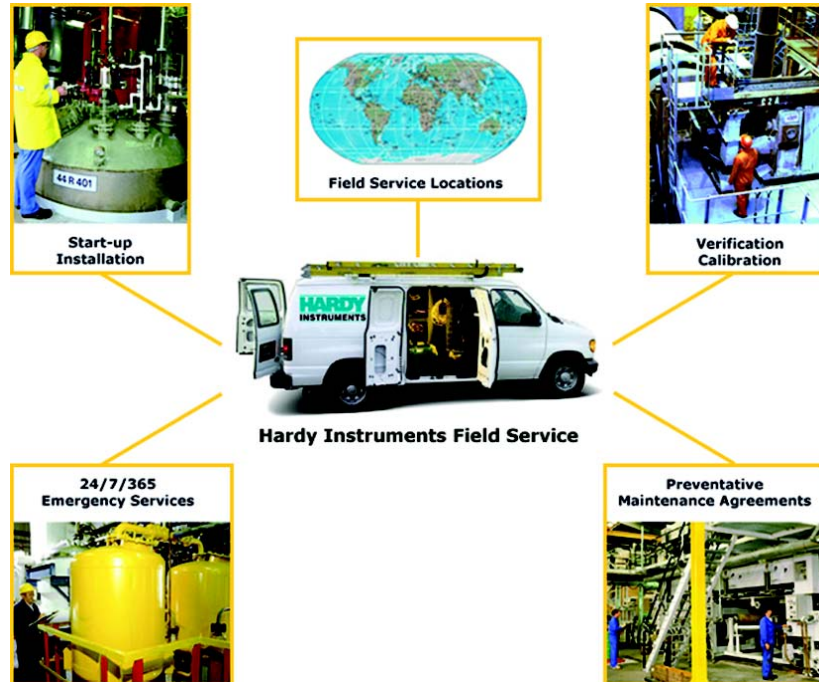 44 R 401
Start-up
Installation
Field Service Locations
Verification
Calibration
HARDY
INSTRUMENTS
Hardy Instruments Field Service
24/7/365
Emergency Services
Preventative
Maintenance Agreements